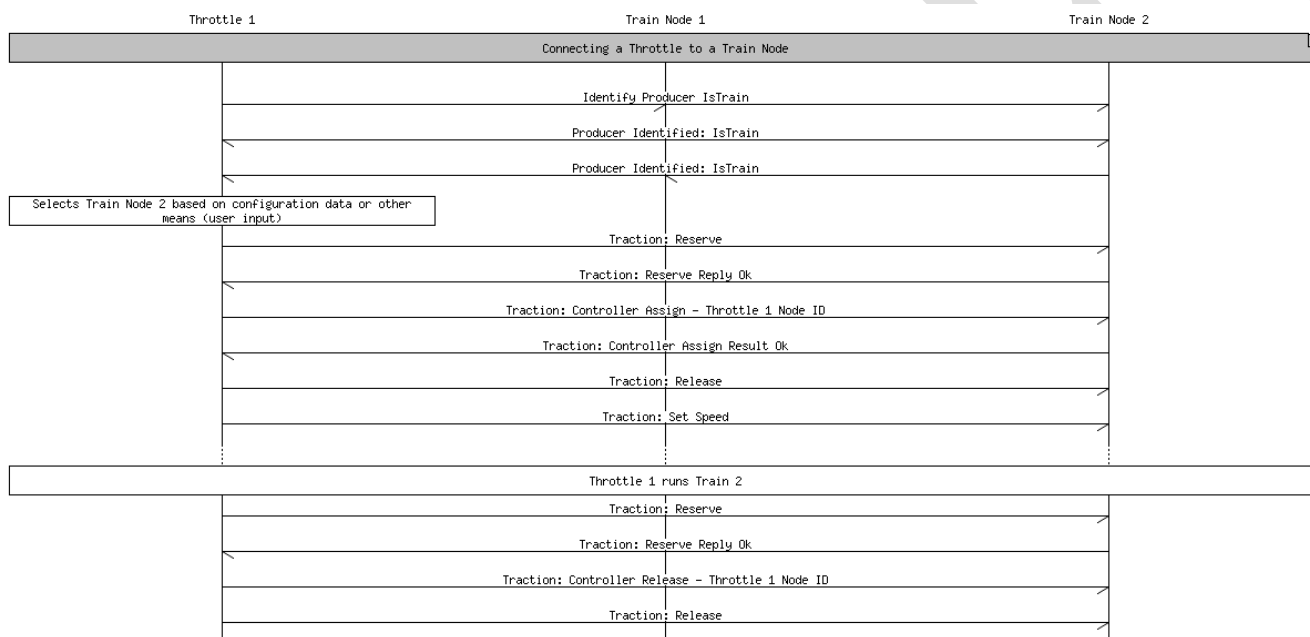 Throttle 1 Train Node 1 Train Node 2
Connecting a Throttle to a Train Node
Identify Producer IsTrain
Producer Identified: IsTrain
Producer Identified: IsTrain
Selects Train Node 2 based on configuration data or other
means (user input)
Traction: Reserve
Traction: Reserve Reply Ok
Traction: Controller Assign - Throttle 1 Node ID
Traction: Controller Assign Result Ok
Traction: Release
Traction: Set Speed
Throttle 1 runs Train 2
Traction: Reserve
Traction: Reserve Reply Ok
Traction: Controller Release - Throttle 1 Node ID
Traction: Release